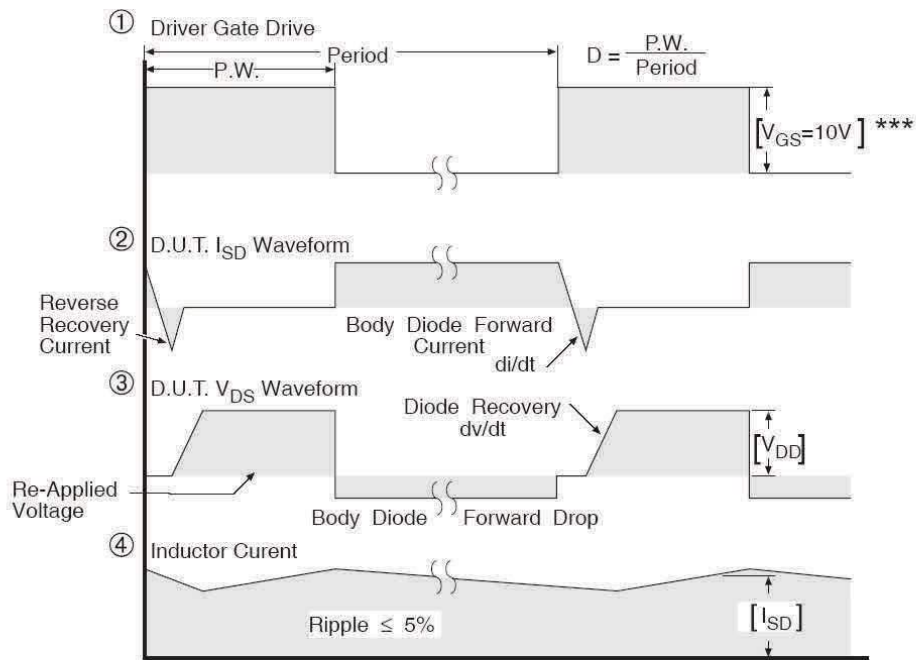 ① Driver Gate Drive
Period
P.W.
D = P.W.
Period
[VGS=10V] ***
② D.U.T. ISD Waveform
Reverse
Recovery
Current
Body Diode Forward
Current
di/dt
③ D.U.T. VDS Waveform
Diode Recovery
dv/dt
[VDD]
Re-Applied
Voltage
Body Diode Forward Drop
④ Inductor Curent
Ripple ≤ 5%
[ISD]